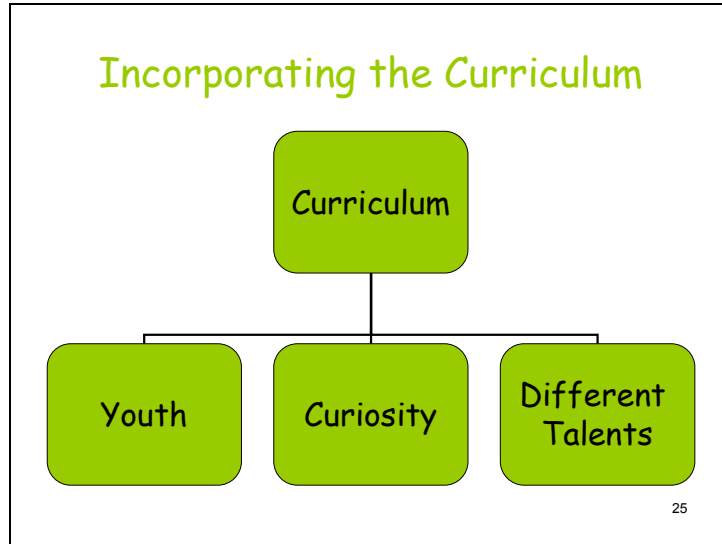 Incorporating the Curriculum
Curriculum
Youth
Curiosity
Different
Talents
25